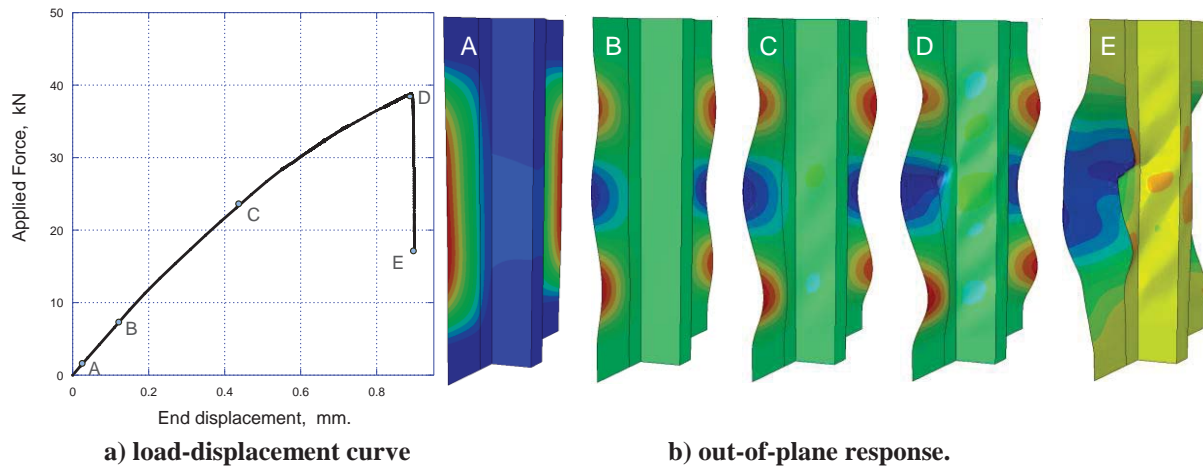 50
40
30
20
10
0
Applied Force, kN
A
B
C
D
E
0
0.2
0.4
0.6
0.8
End displacement, mm.
A
B
C
D
E
a) load-displacement curve
b) out-of-plane response.